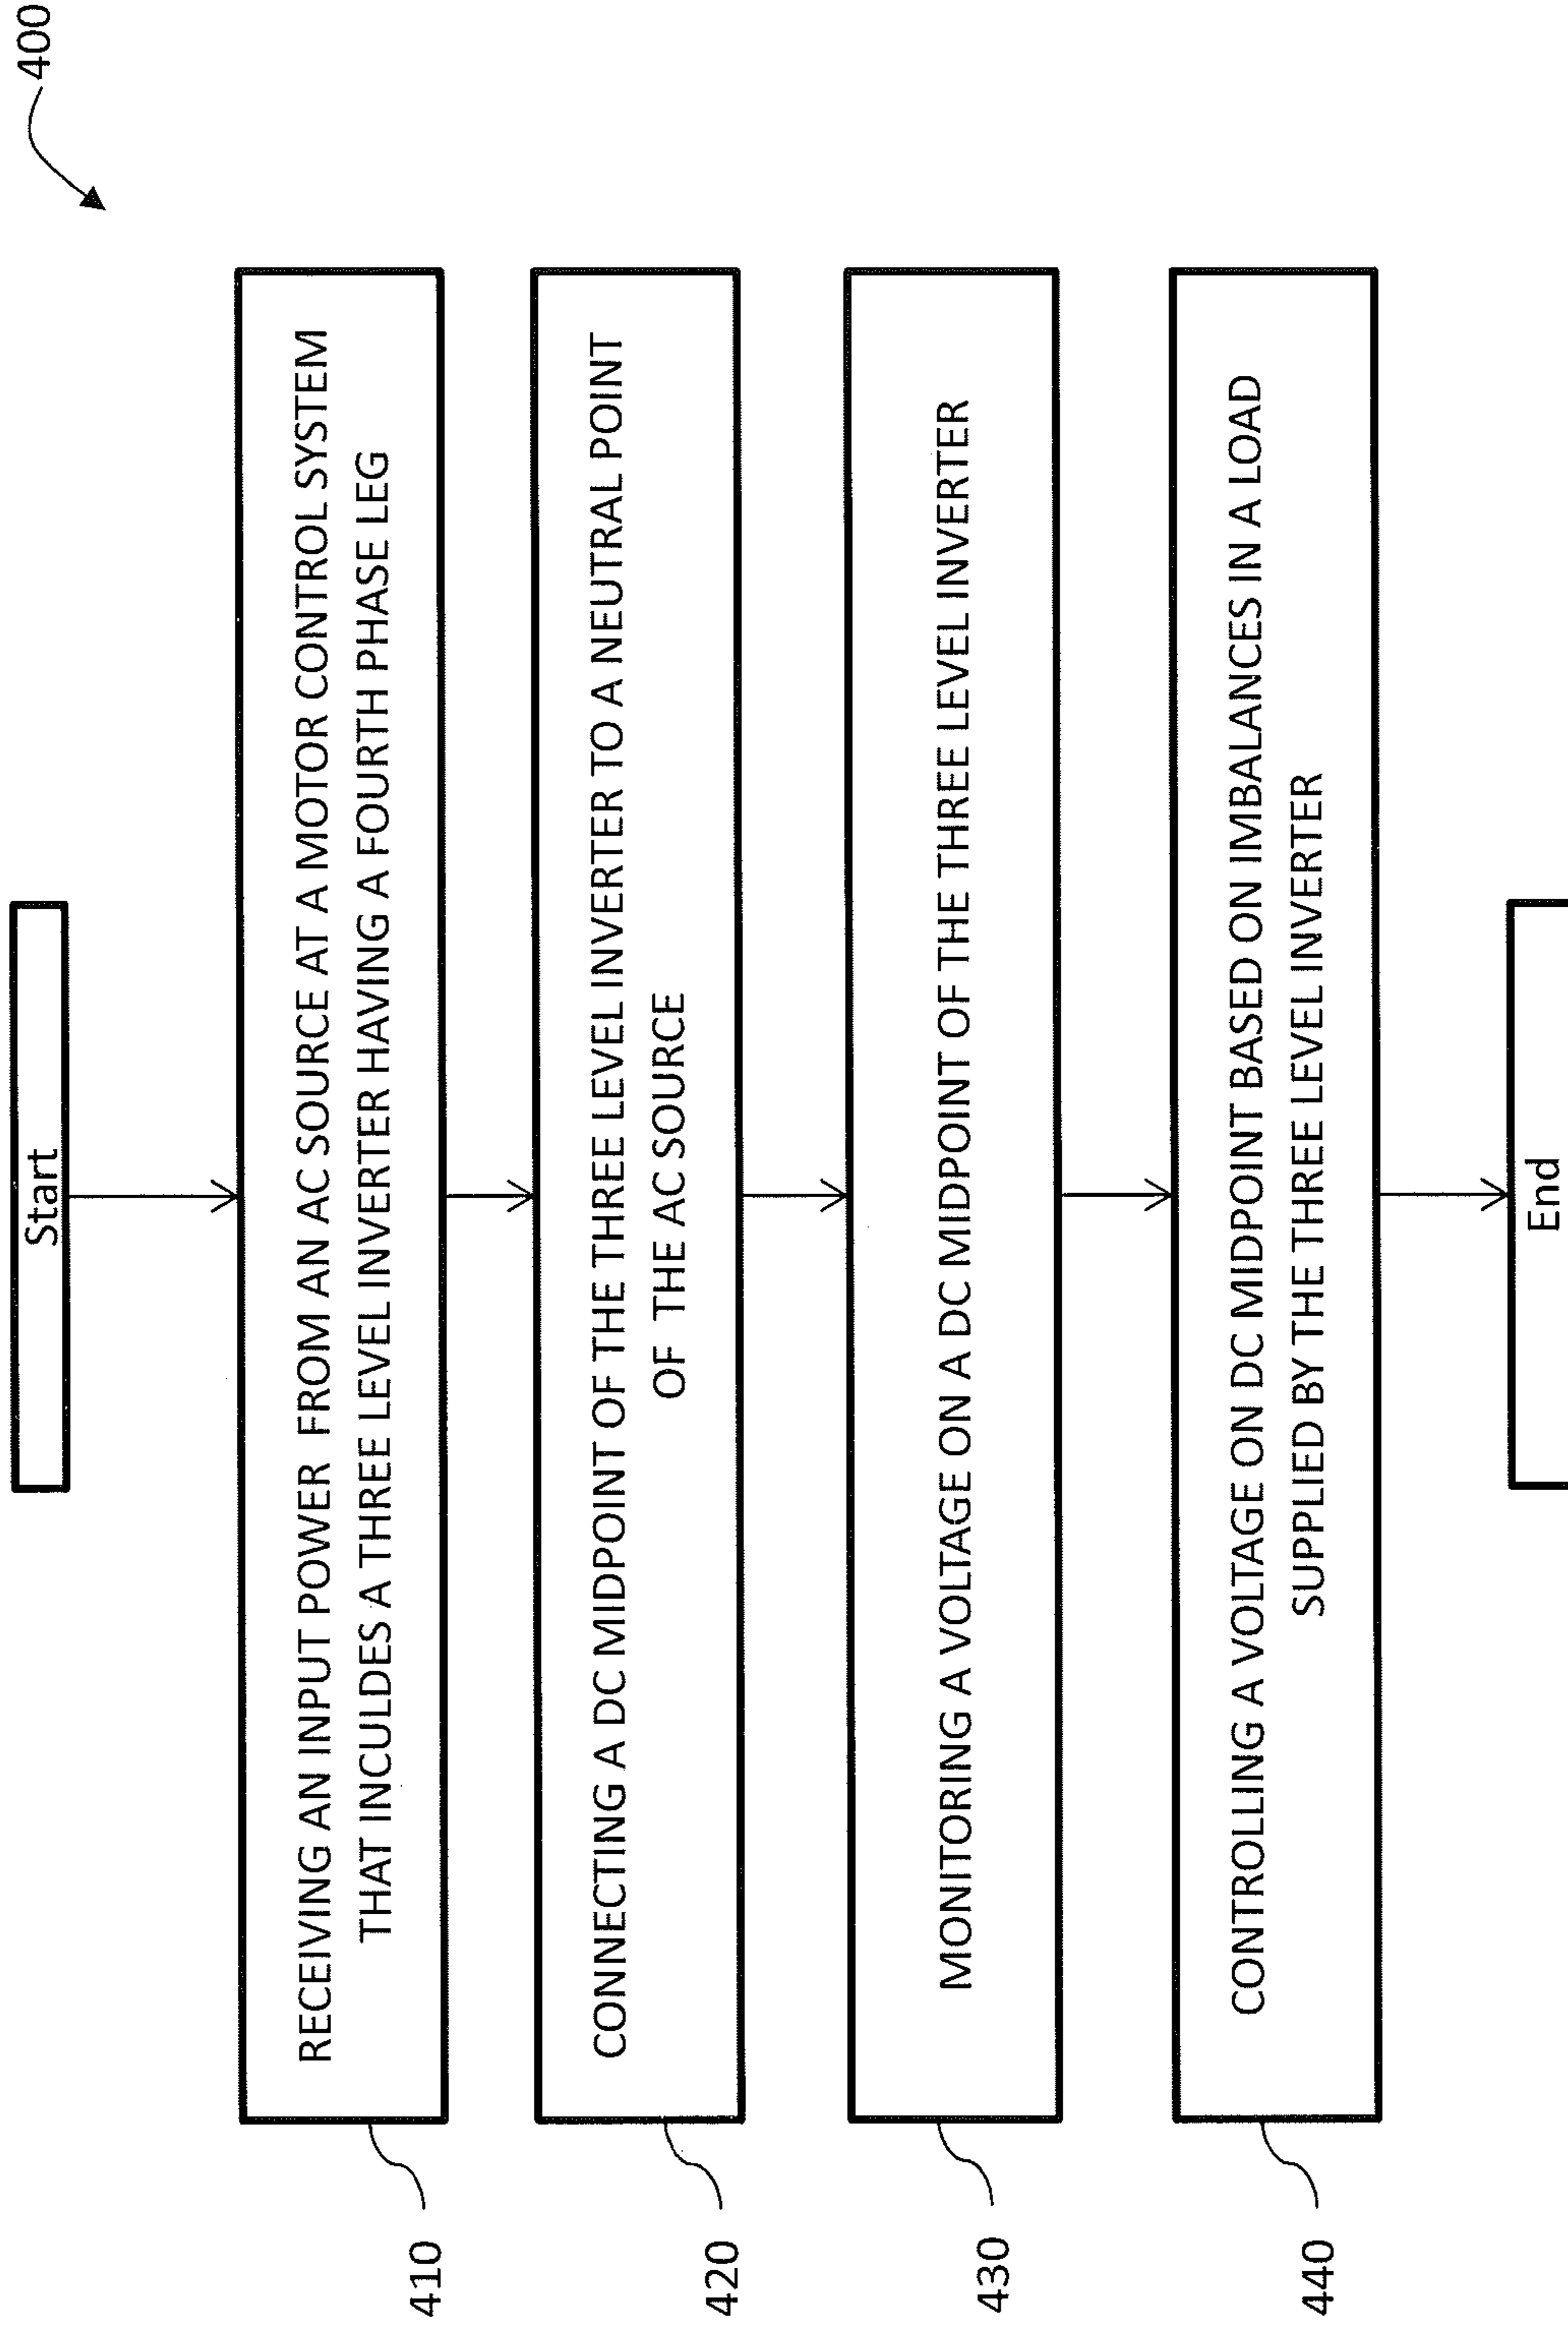 400
Start
RECEIVING AN INPUT POWER FROM AN AC SOURCE AT A MOTOR CONTROL SYSTEM
THAT INCULDES A THREE LEVEL INVERTER HAVING A FOURTH PHASE LEG
410
CONNECTING A DC MIDPOINT OF THE THREE LEVEL INVERTER TO A NEUTRAL POINT
OF THE AC SOURCE
420
MONITORING A VOLTAGE ON A DC MIDPOINT OF THE THREE LEVEL INVERTER
430
CONTROLLING A VOLTAGE ON DC MIDPOINT BASED ON IMBALANCES IN A LOAD
SUPPLIED BY THE THREE LEVEL INVERTER
440
End